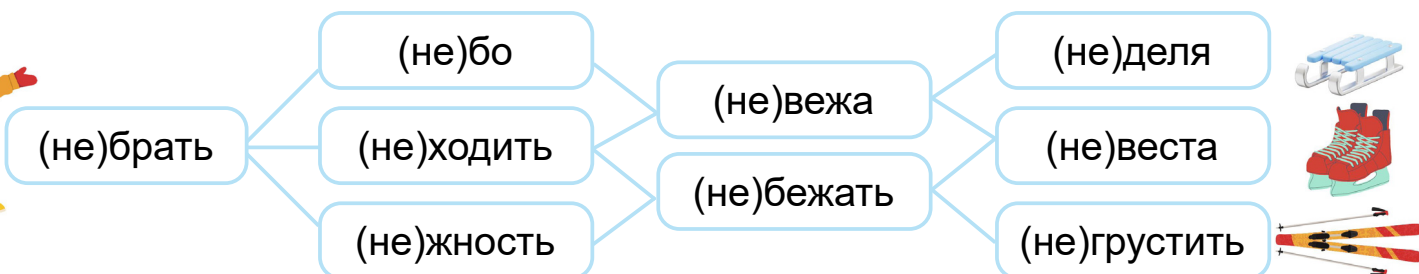 (не)брать
(не)бо
(не)ходить
(не)жность
(не)вежа
(не)бежать
(не)деля
(не)веста
(не)грустить